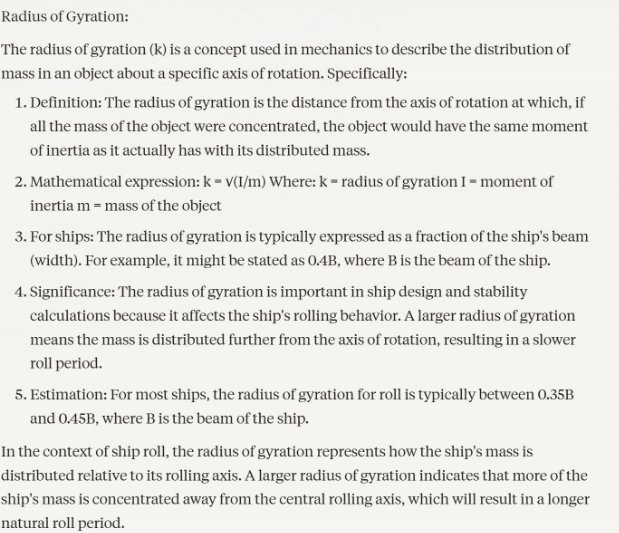 Radius of Gyration:
The radius of gyration (k) is a concept used in mechanics to describe the distribution of
mass in an object about a specific axis of rotation. Specifically:
1. Definition: The radius of gyration is the distance from the axis of rotation at which, if
all the mass of the object were concentrated, the object would have the same moment
of inertia as it actually has with its distributed mass.
2. Mathematical expression: k = √(I/m) Where: k = radius of gyration I = moment of
inertia m = mass of the object
3. For ships: The radius of gyration is typically expressed as a fraction of the ship's beam
(width). For example, it might be stated as 0.4B, where B is the beam of the ship.
4. Significance: The radius of gyration is important in ship design and stability
calculations because it affects the ship's rolling behavior. A larger radius of gyration
means the mass is distributed further from the axis of rotation, resulting in a slower
roll period.
5. Estimation: For most ships, the radius of gyration for roll is typically between 0.35B
and 0.45B, where B is the beam of the ship.
In the context of ship roll, the radius of gyration represents how the ship's mass is
distributed relative to its rolling axis. A larger radius of gyration indicates that more of the
ship's mass is concentrated away from the central rolling axis, which will result in a longer
natural roll period.